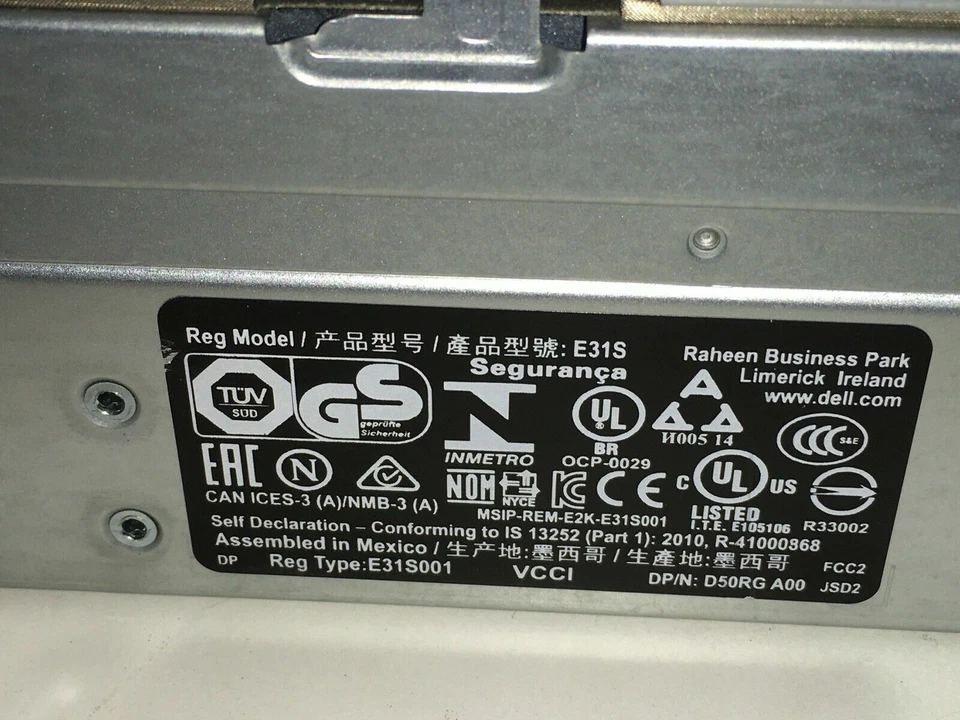 Reg Model / 产品型号 / 產品型號: E31S
Raheen Business Park
Limerick Ireland
www.dell.com
Segurança
TÜV
SÜD
GS
geprüfte
Sicherheit
INMETRO
UL
BR
OCP-0029
И005 14
CCC S&E
EAC
N
NOM
NYCE
CE
C UL US
LISTED
I.T.E. E105106
R33002
CAN ICES-3 (A)/NMB-3 (A)
MSIP-REM-E2K-E31S001
Self Declaration – Conforming to IS 13252 (Part 1): 2010, R-41000868
Assembled in Mexico / 生产地:墨西哥 / 生產地:墨西哥
FCC2
DP
Reg Type:E31S001
VCCI
DP/N: D50RG A00
JSD2